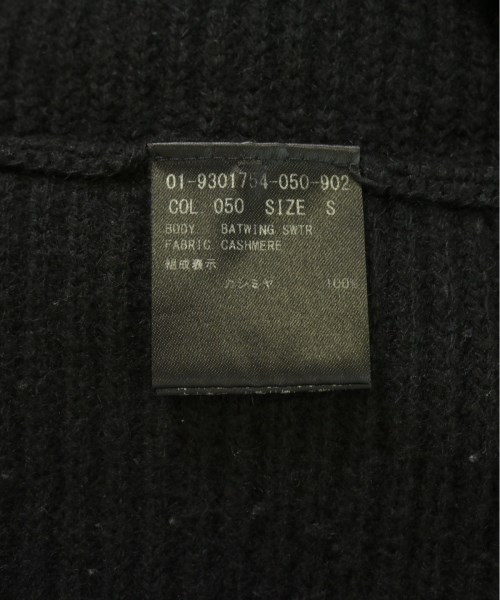 01-9301754-050-902
COL 050 SIZE S
BODY. BATWING SWTR
FABRIC CASHMERE
組成表示
カシミヤ 100%